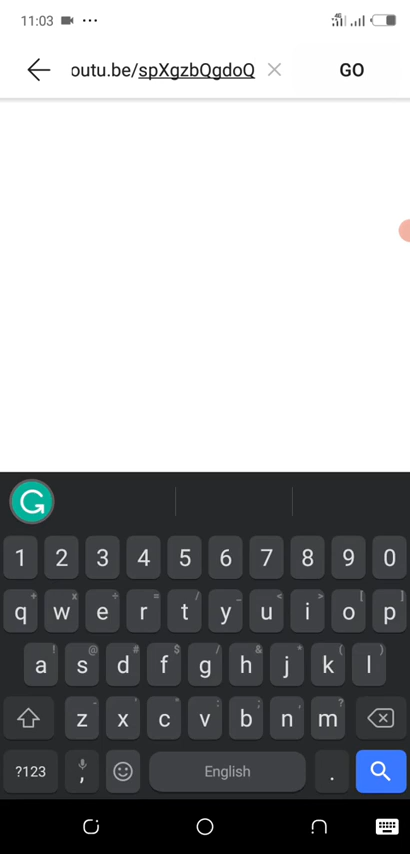 11:03
outu.be/spXgzbQgdoQ GO
1 2 3 4 5 6 7 8 9 0
q w e r t y u i o p
a s d f g h j k l
z x c v b n m
?123 , English .